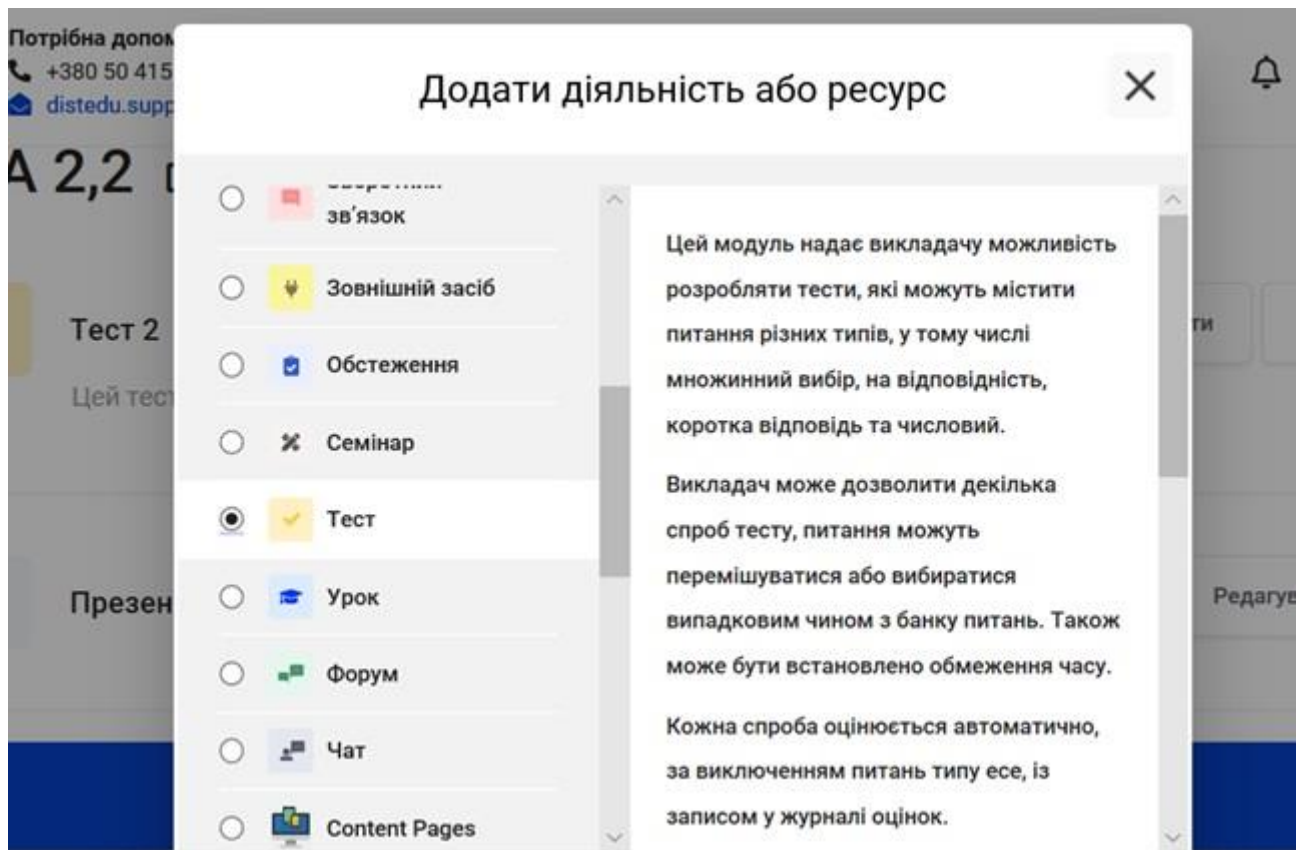 Потрібна
+380 50 415
distedu.supp
Додати діяльність або ресурс
А 2,2
зв'язок
Зовнішній засіб
Обстеження
Семінар
Тест
Урок
Форум
Чат
Content Pages
Цей модуль надає викладачу можливість
розробляти тести, які можуть містити
питання різних типів, у тому числі
множинний вибір, на відповідність,
коротка відповідь та числовий.
Викладач може дозволити декілька
спроб тесту, питання можуть
перемішуватися або вибиратися
випадковим чином з банку питань. Також
може бути встановлено обмеження часу.
Кожна спроба оцінюється автоматично,
за виключенням питань типу есе, із
записом у журналі оцінок.
Тест 2
Цей тест
Презен
ти
Редагув